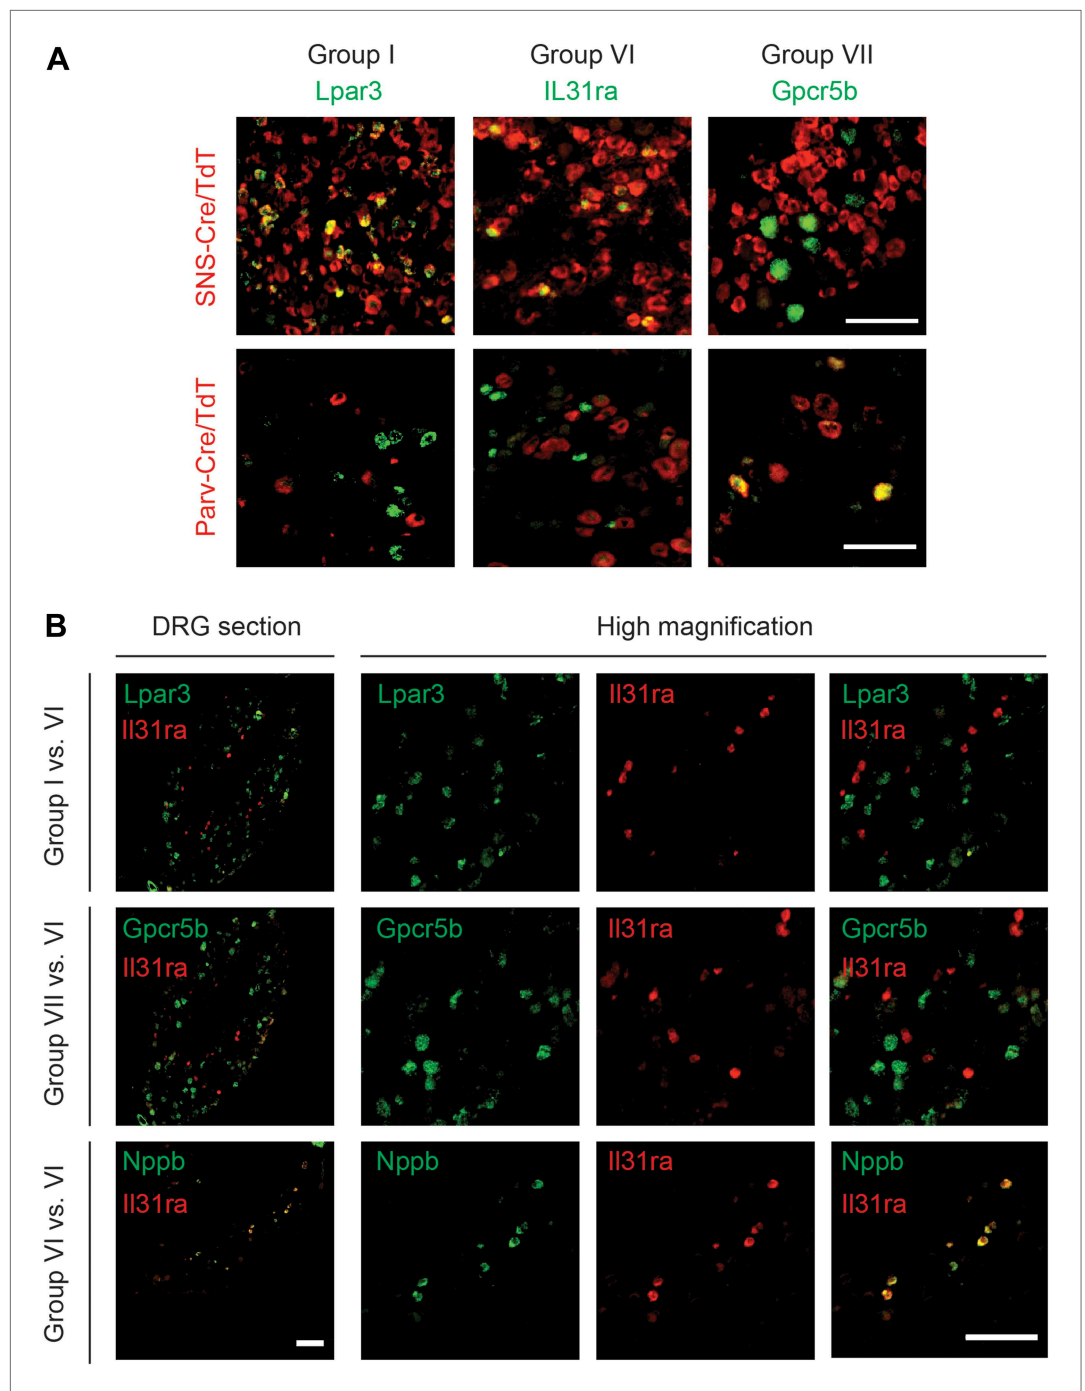 A
Group I
Group VI
Group VII
Lpar3
IL31ra
Gpcr5b
SNS-Cre/TdT
Parv-Cre/TdT
B
DRG section
High magnification
Group I vs. VI
Lpar3
Il31ra
Lpar3
Il31ra
Lpar3
Il31ra
Group VII vs. VI
Gpcr5b
Il31ra
Gpcr5b
Il31ra
Gpcr5b
Il31ra
Group VI vs. VI
Nppb
Il31ra
Nppb
Il31ra
Nppb
Il31ra